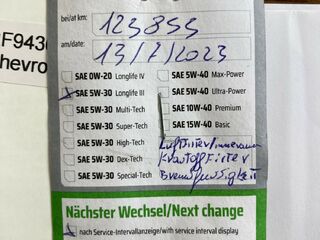 bei/at km: 123853
am/date: 13/7/2023
SAE 0W-20 Longlife IV
SAE 5W-30 Longlife III
SAE 5W-30 Multi-Tech
SAE 5W-30 Super-Tech
SAE 5W-30 High-Tech
SAE 5W-30 Dex-Tech
SAE 5W-30 Special-Tech
SAE 5W-40 Max-Power
SAE 5W-40 Ultra-Power
SAE 10W-40 Premium
SAE 15W-40 Basic
Luftfilter/innenraum
Kraftoff Filter
Bremsflüssigkeit
Nächster Wechsel/Next change
nach Service-Intervallanzeige/with service interval display
F943
hevro